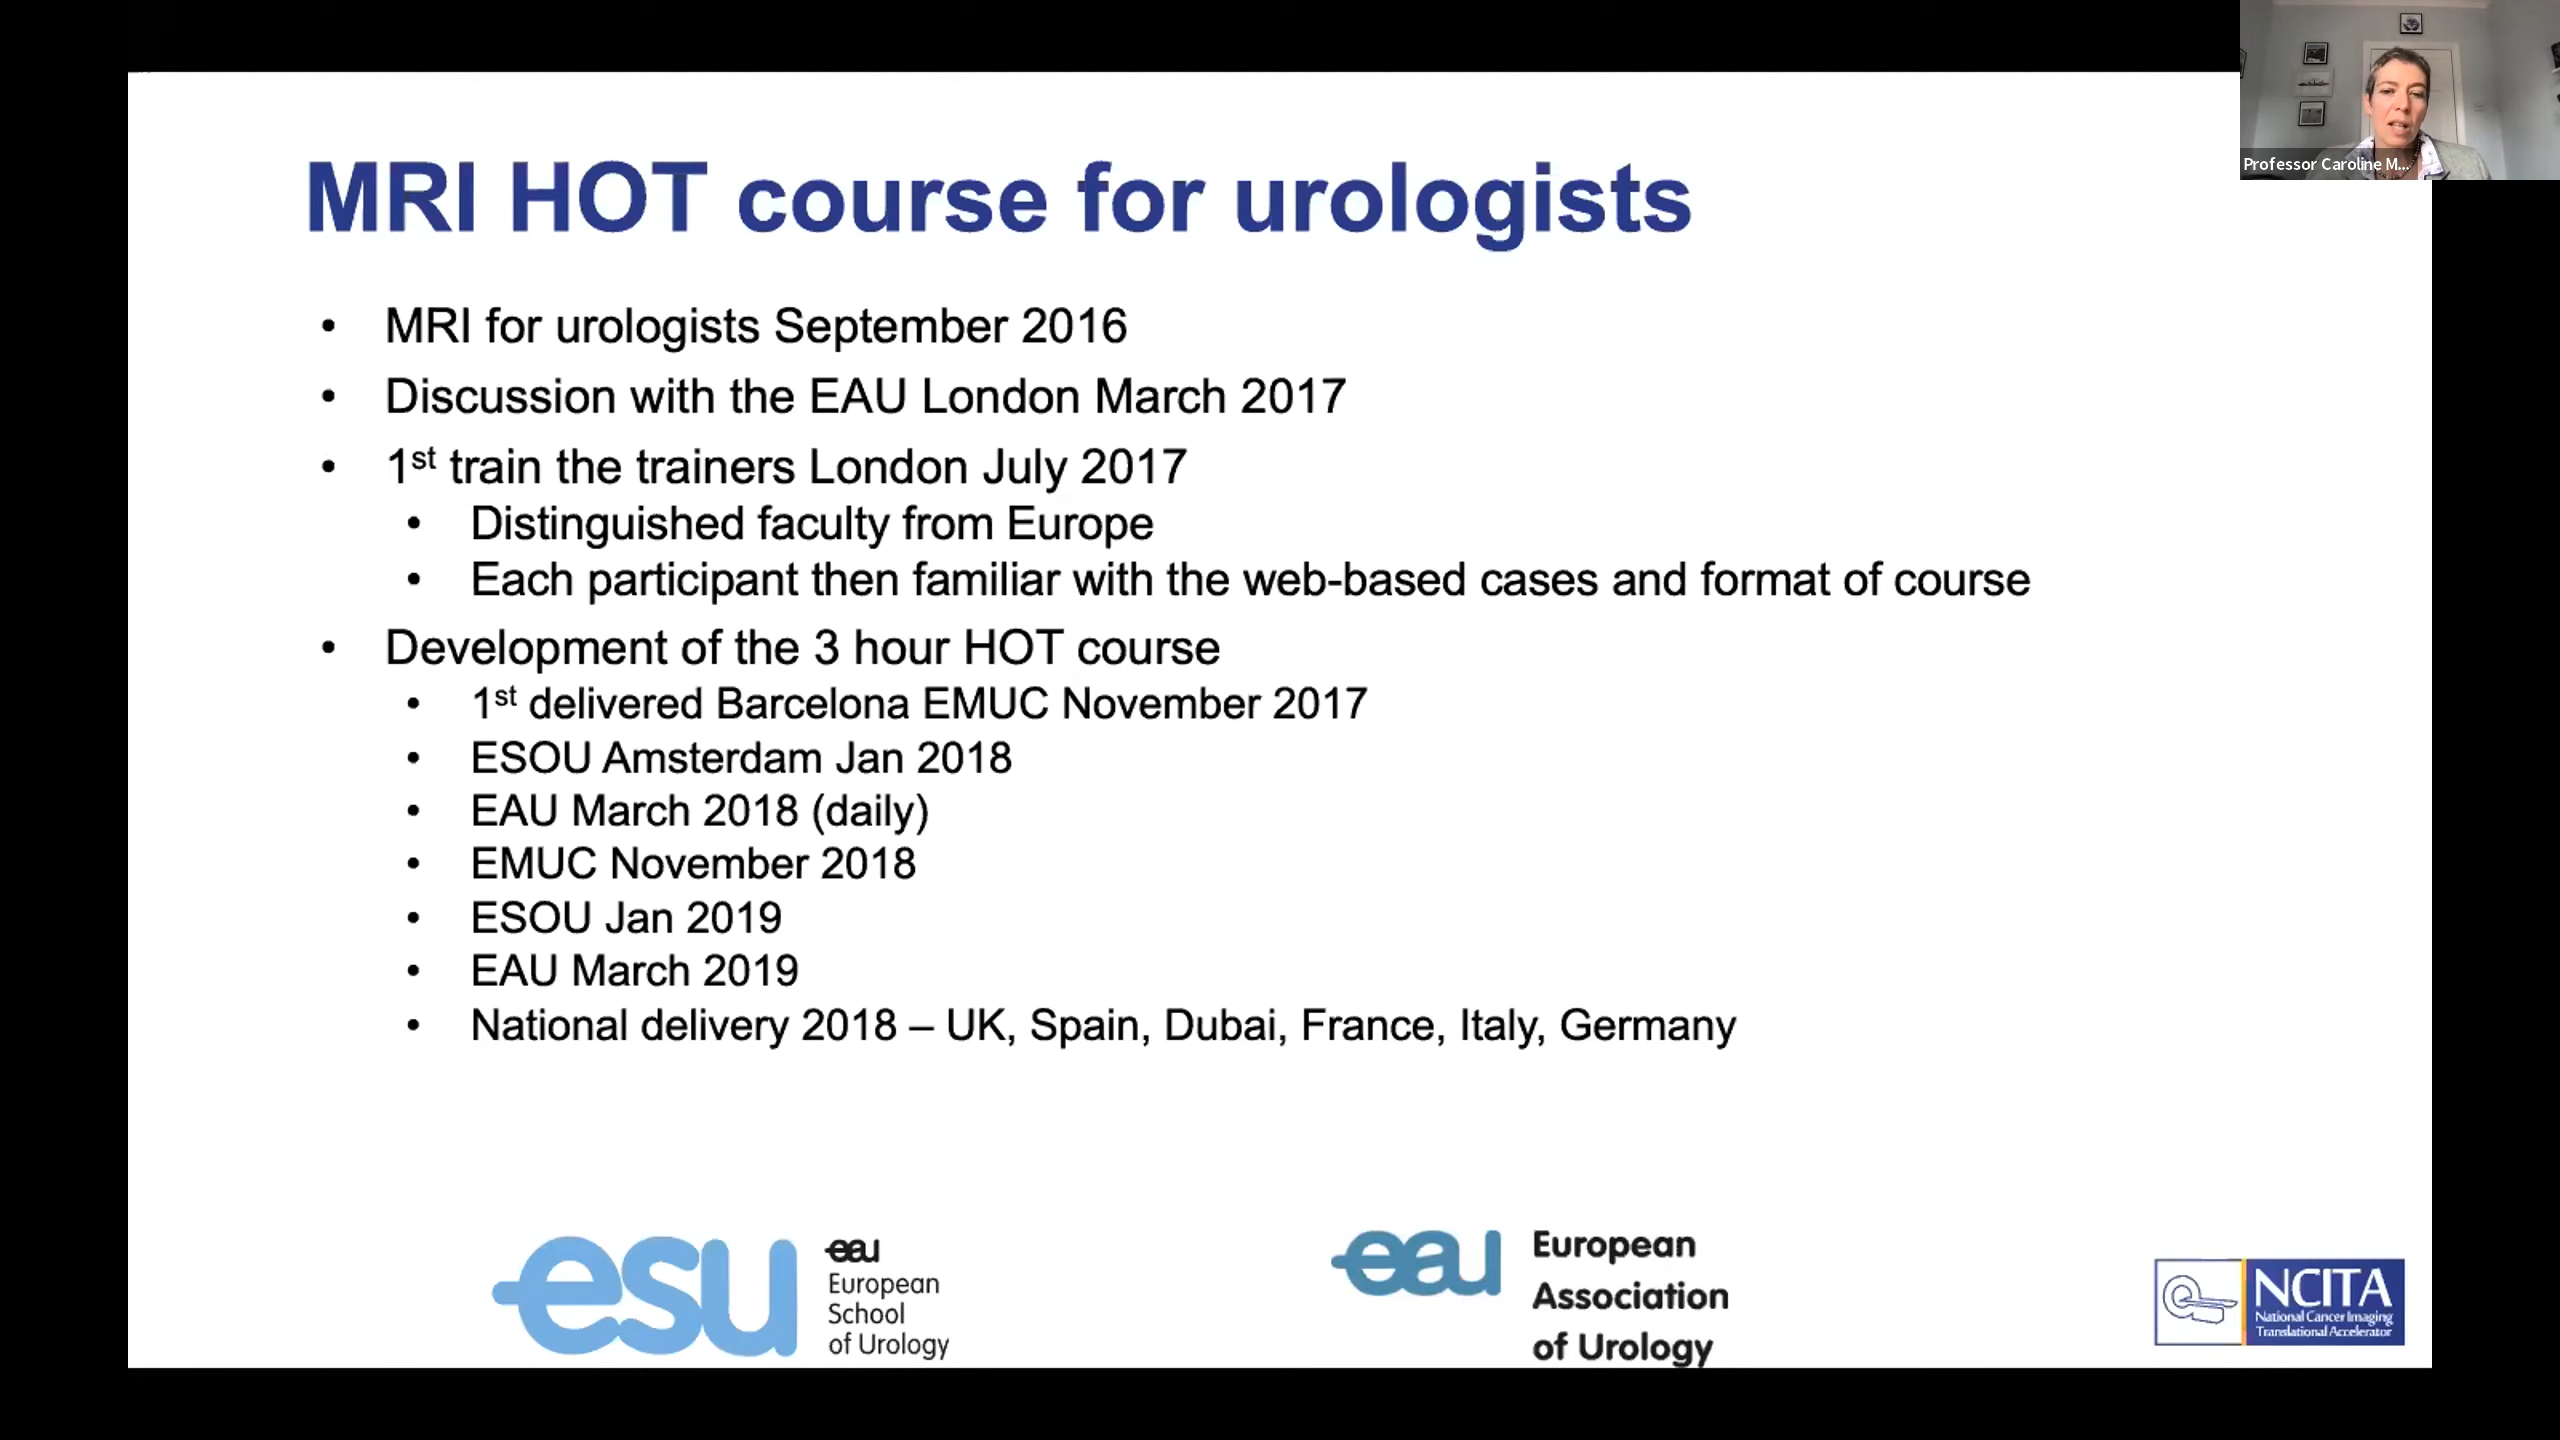 MRI HOT course for urologists
• MRI for urologists September 2016
• Discussion with the EAU London March 2017
• 1st train the trainers London July 2017
• Distinguished faculty from Europe
• Each participant then familiar with the web-based cases and format of course
• Development of the 3 hour HOT course
• 1st delivered Barcelona EMUC November 2017
• ESOU Amsterdam Jan 2018
• EAU March 2018 (daily)
• EMUC November 2018
• ESOU Jan 2019
• EAU March 2019
• National delivery 2018 – UK, Spain, Dubai, France, Italy, Germany
Professor Caroline M...
esu
eau
European
School
of Urology
eau
European
Association
of Urology
NCITA
National Cancer Imaging
Translational Accelerator